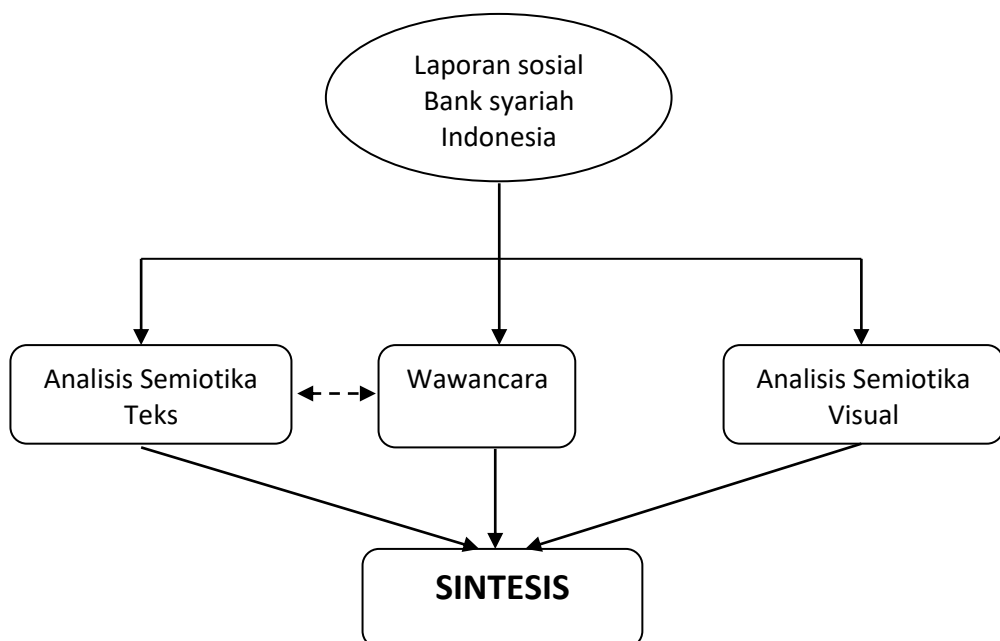 Laporan sosial
Bank syariah
Indonesia
Analisis Semiotika
Teks
Wawancara
Analisis Semiotika
Visual
SINTESIS